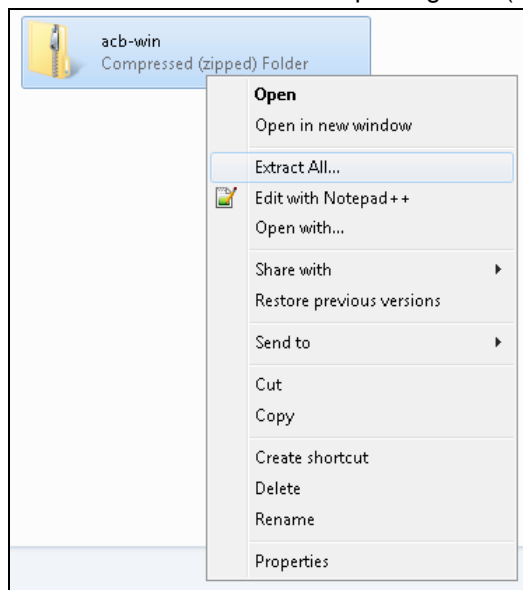 acb-win
Compressed (zipped) Folder
Open
Open in new window
Extract All...
Edit with Notepad++
Open with...
Share with
Restore previous versions
Send to
Cut
Copy
Create shortcut
Delete
Rename
Properties